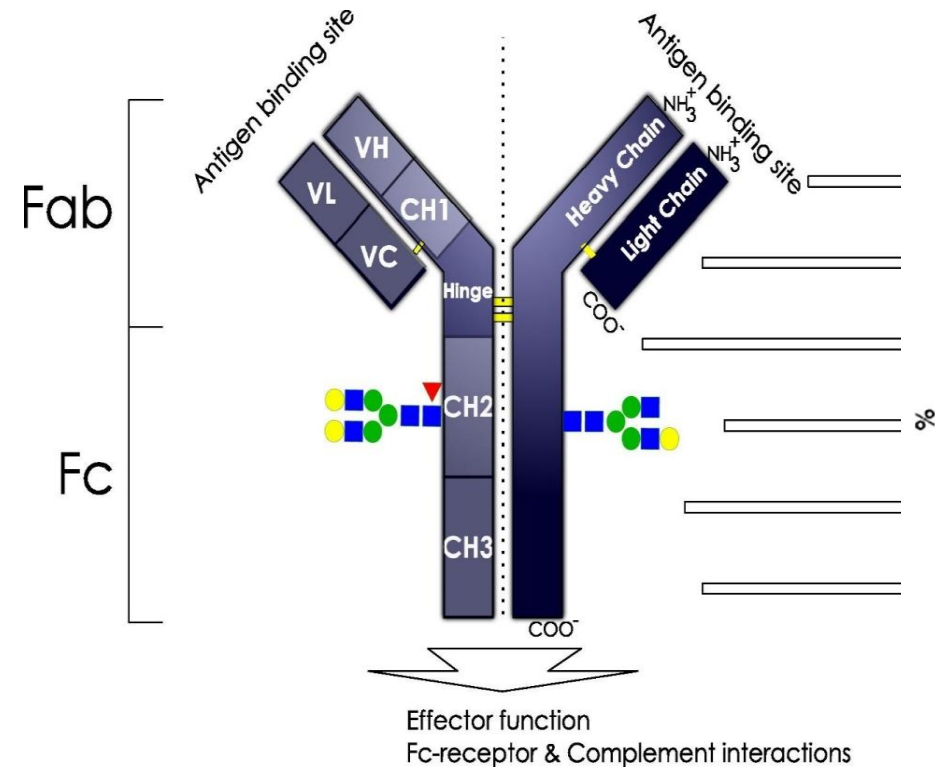 Antigen binding site
Antigen binding site
NH3+
NH3+
Fab
VH
VL
CH1
VC
Heavy Chain
Light Chain
Hinge
COO-
CH2
%
Fc
CH3
COO-
Effector function
Fc-receptor & Complement interactions